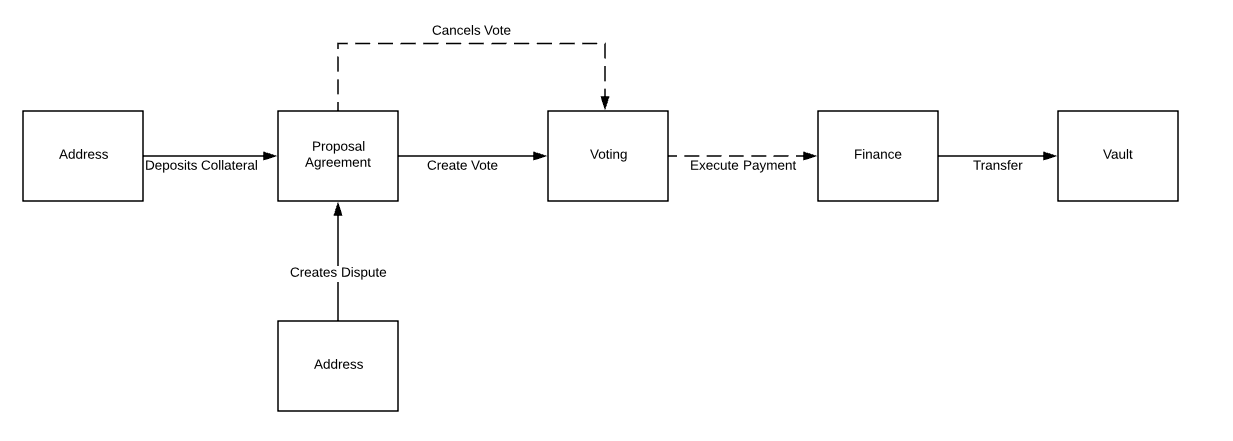 Cancels Vote
Address
Deposits Collateral
Proposal
Agreement
Create Vote
Voting
Execute Payment
Finance
Transfer
Vault
Creates Dispute
Address